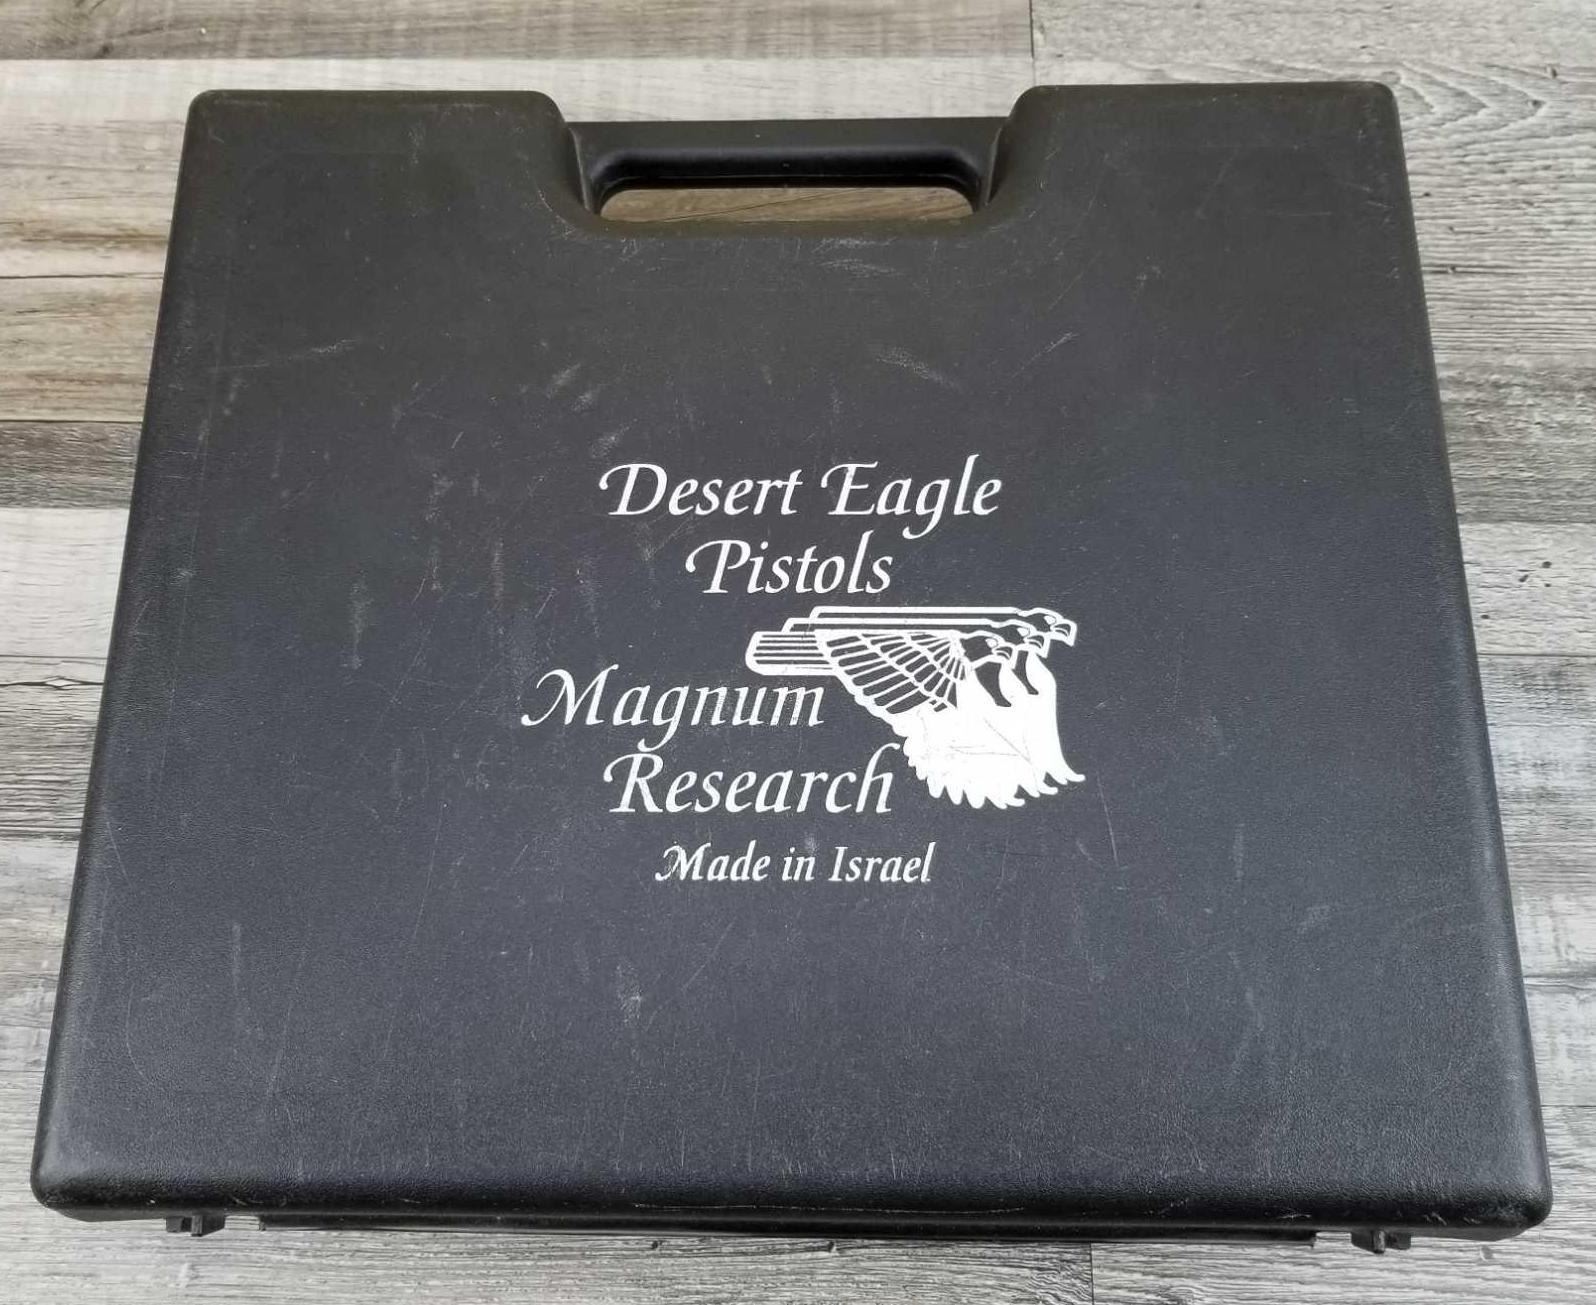 Desert Eagle
Pistols
Magnum
Research
Made in Israel